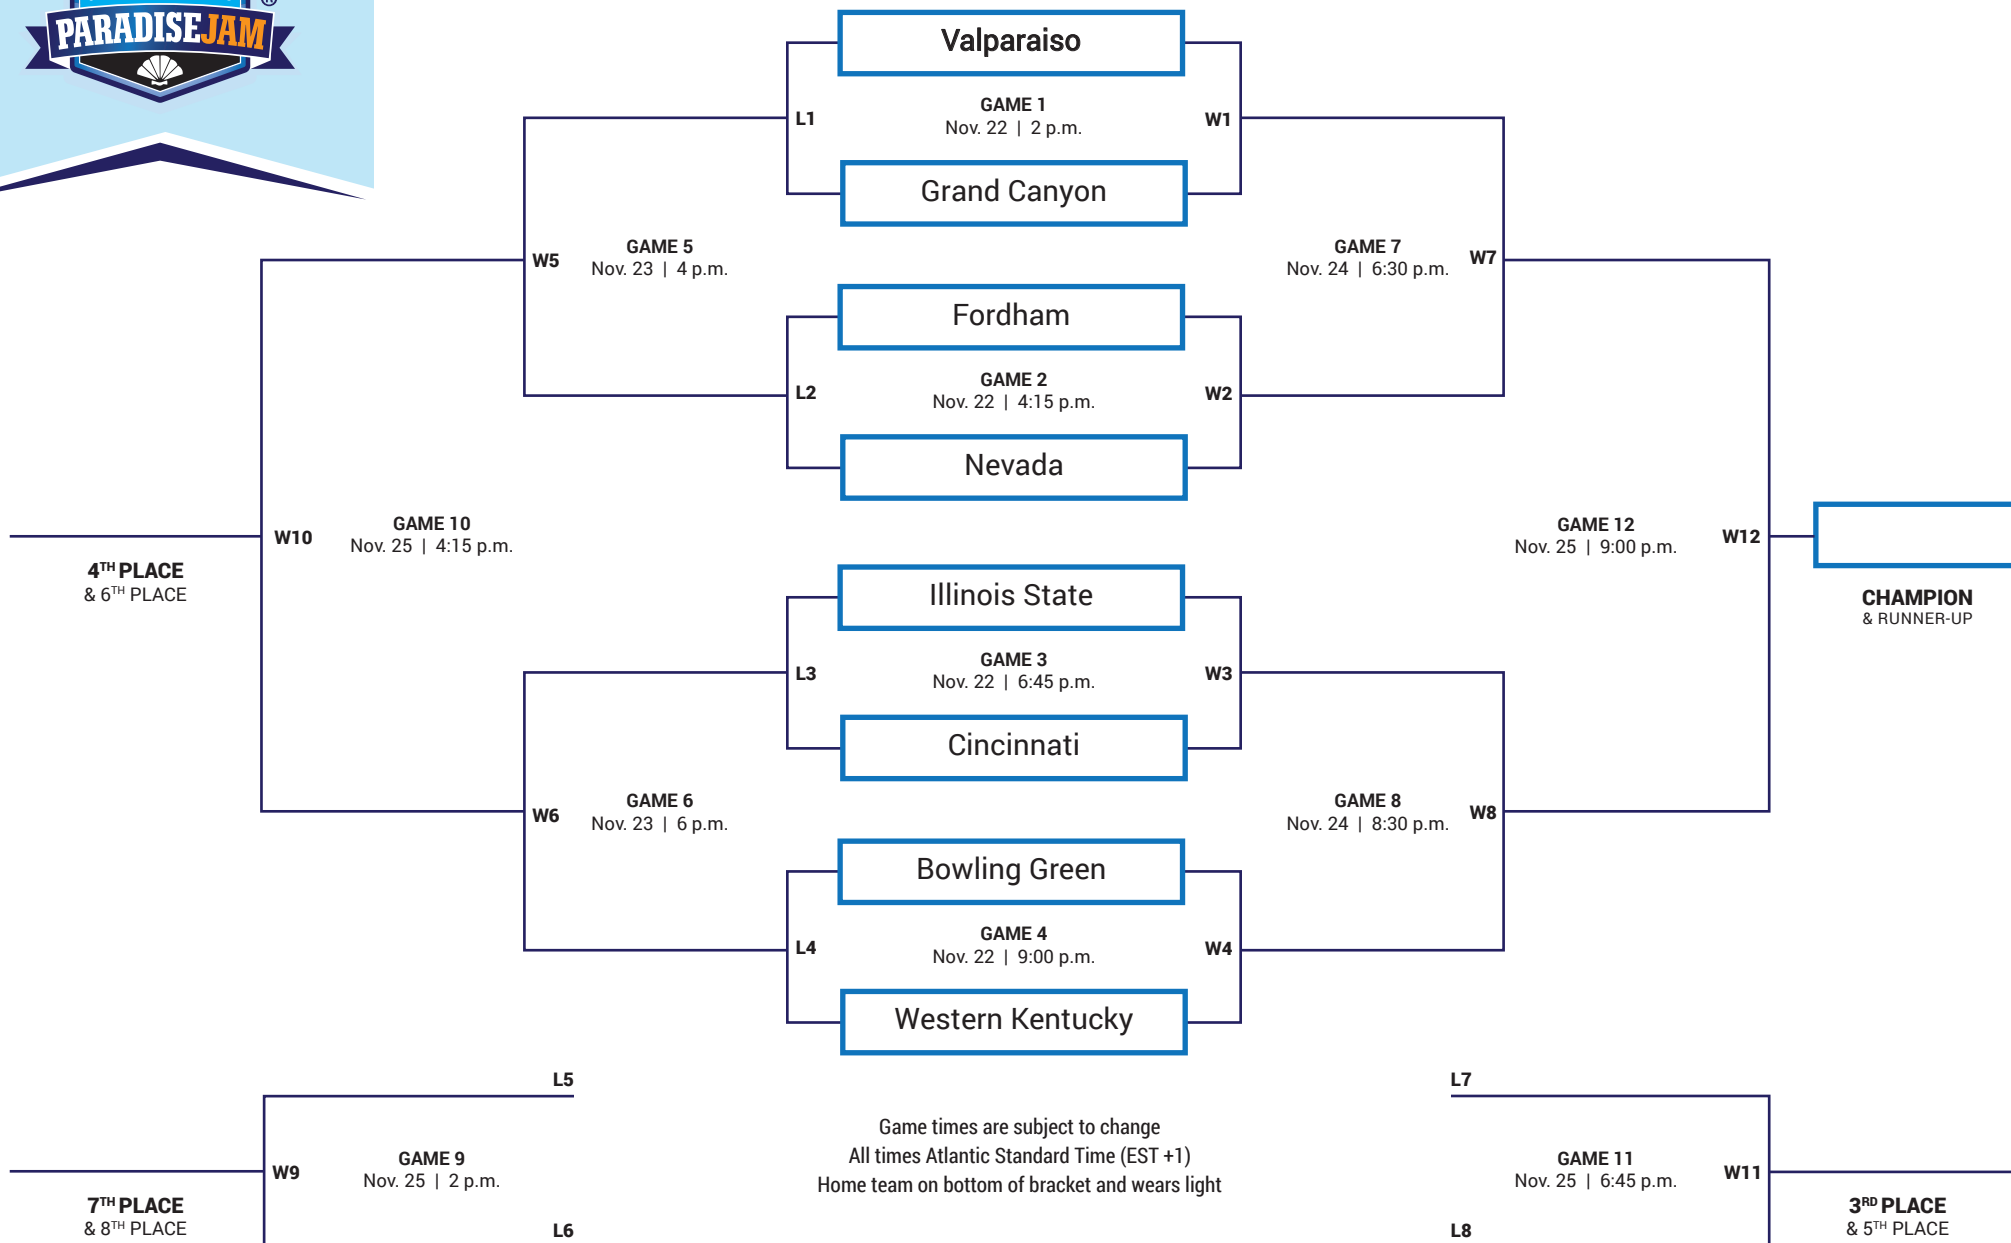 ®
PARADISEJAM
Valparaiso
GAME 1
Nov. 22 | 2 p.m.
L1
W1
Grand Canyon
GAME 5
Nov. 23 | 4 p.m.
W5
GAME 7
Nov. 24 | 6:30 p.m.
W7
Fordham
GAME 2
Nov. 22 | 4:15 p.m.
L2
W2
Nevada
W10
GAME 10
Nov. 25 | 4:15 p.m.
GAME 12
Nov. 25 | 9:00 p.m.
W12
4TH PLACE
& 6TH PLACE
Illinois State
CHAMPION
& RUNNER-UP
GAME 3
Nov. 22 | 6:45 p.m.
L3
W3
Cincinnati
GAME 6
Nov. 23 | 6 p.m.
W6
GAME 8
Nov. 24 | 8:30 p.m.
W8
Bowling Green
GAME 4
Nov. 22 | 9:00 p.m.
L4
W4
Western Kentucky
L5
L7
Game times are subject to change
All times Atlantic Standard Time (EST +1)
Home team on bottom of bracket and wears light
W9
GAME 9
Nov. 25 | 2 p.m.
GAME 11
Nov. 25 | 6:45 p.m.
W11
7TH PLACE
& 8TH PLACE
L6
L8
3RD PLACE
& 5TH PLACE